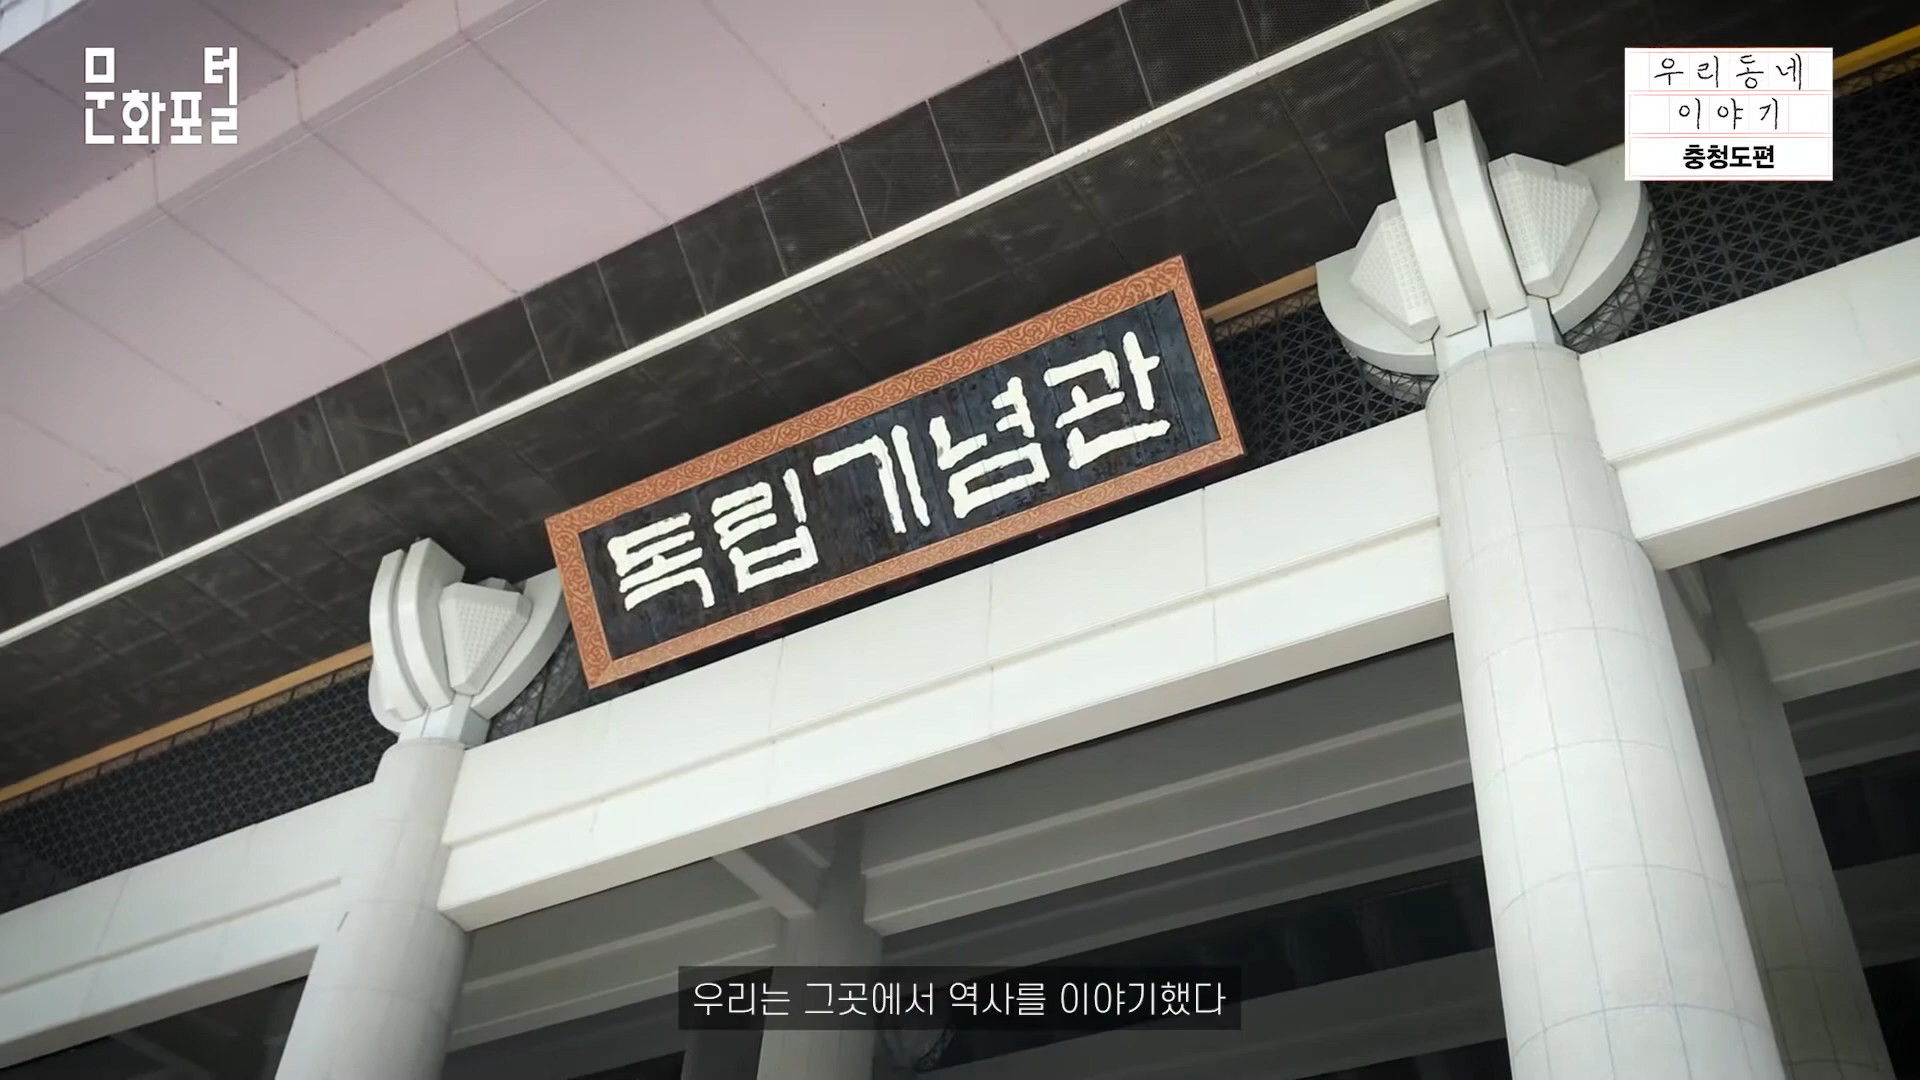 문화포털
우리동네
이야기
충청도편
독립기념관
우리는 그곳에서 역사를 이야기했다